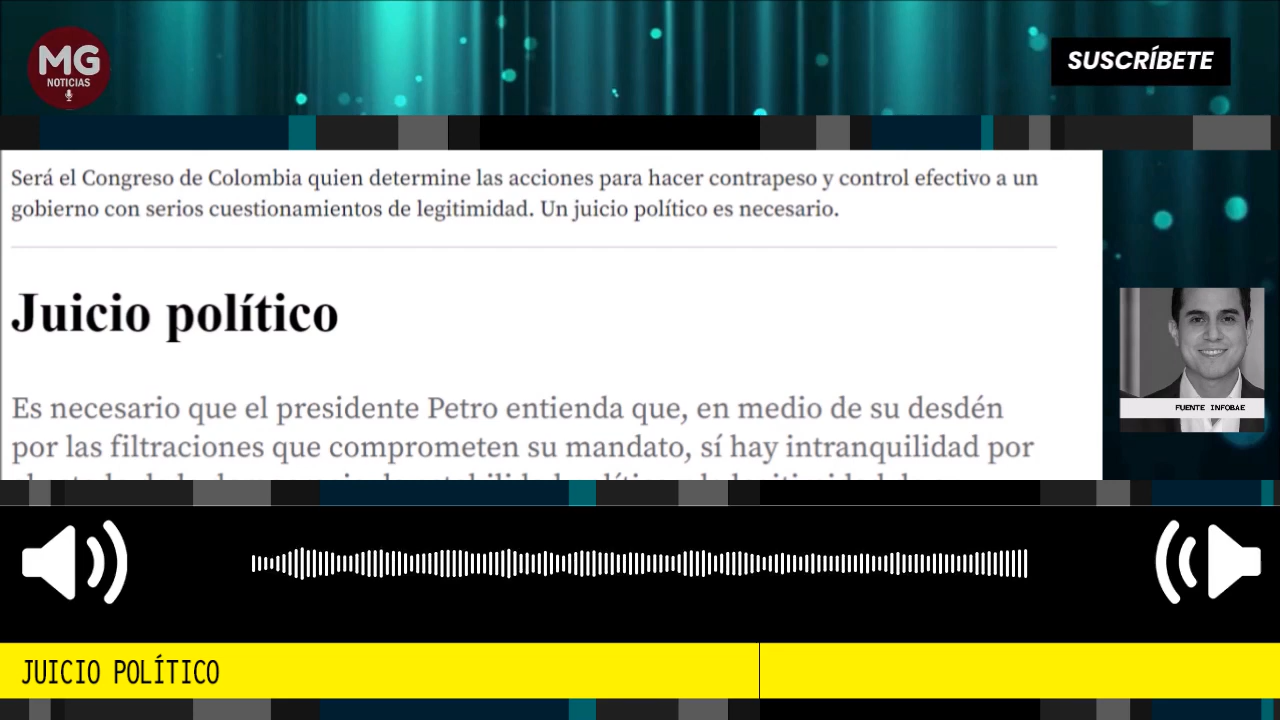 MG
NOTICIAS
SUSCRÍBETE
Será el Congreso de Colombia quien determine las acciones para hacer contrapeso y control efectivo a un
gobierno con serios cuestionamientos de legitimidad. Un juicio político es necesario.
Juicio político
Es necesario que el presidente Petro entienda que, en medio de su desdén
por las filtraciones que comprometen su mandato, sí hay intranquilidad por
FUENTE INFOBAE
JUICIO POLÍTICO